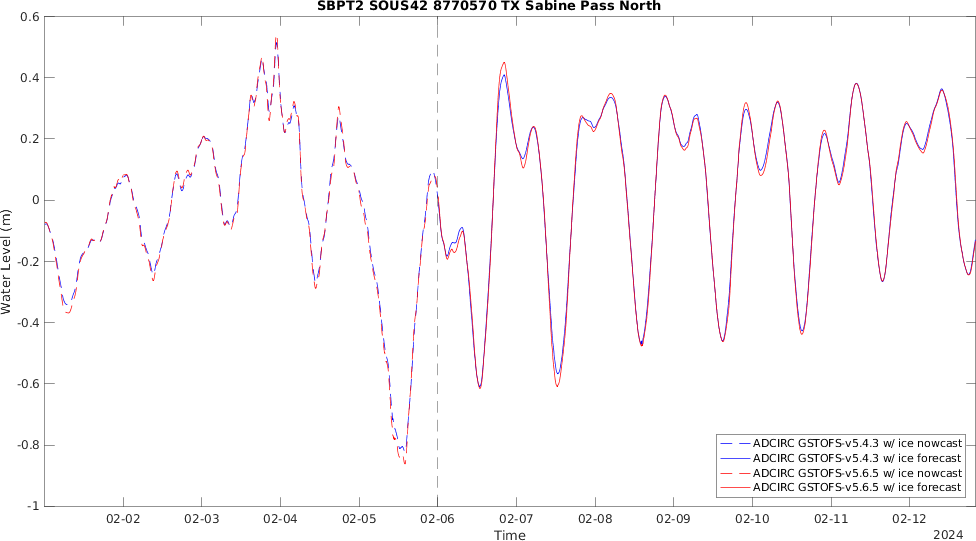 SBPT2 SOUS42 8770570 TX Sabine Pass North
Water Level (m)
0.6
0.4
0.2
0
-0.2
-0.4
-0.6
-0.8
-1
ADCIRC GSTOFS-v5.4.3 w/ ice nowcast
ADCIRC GSTOFS-v5.4.3 w/ ice forecast
ADCIRC GSTOFS-v5.6.5 w/ ice nowcast
ADCIRC GSTOFS-v5.6.5 w/ ice forecast
02-02 02-03 02-04 02-05 02-06 02-07 02-08 02-09 02-10 02-11 02-12
Time
2024